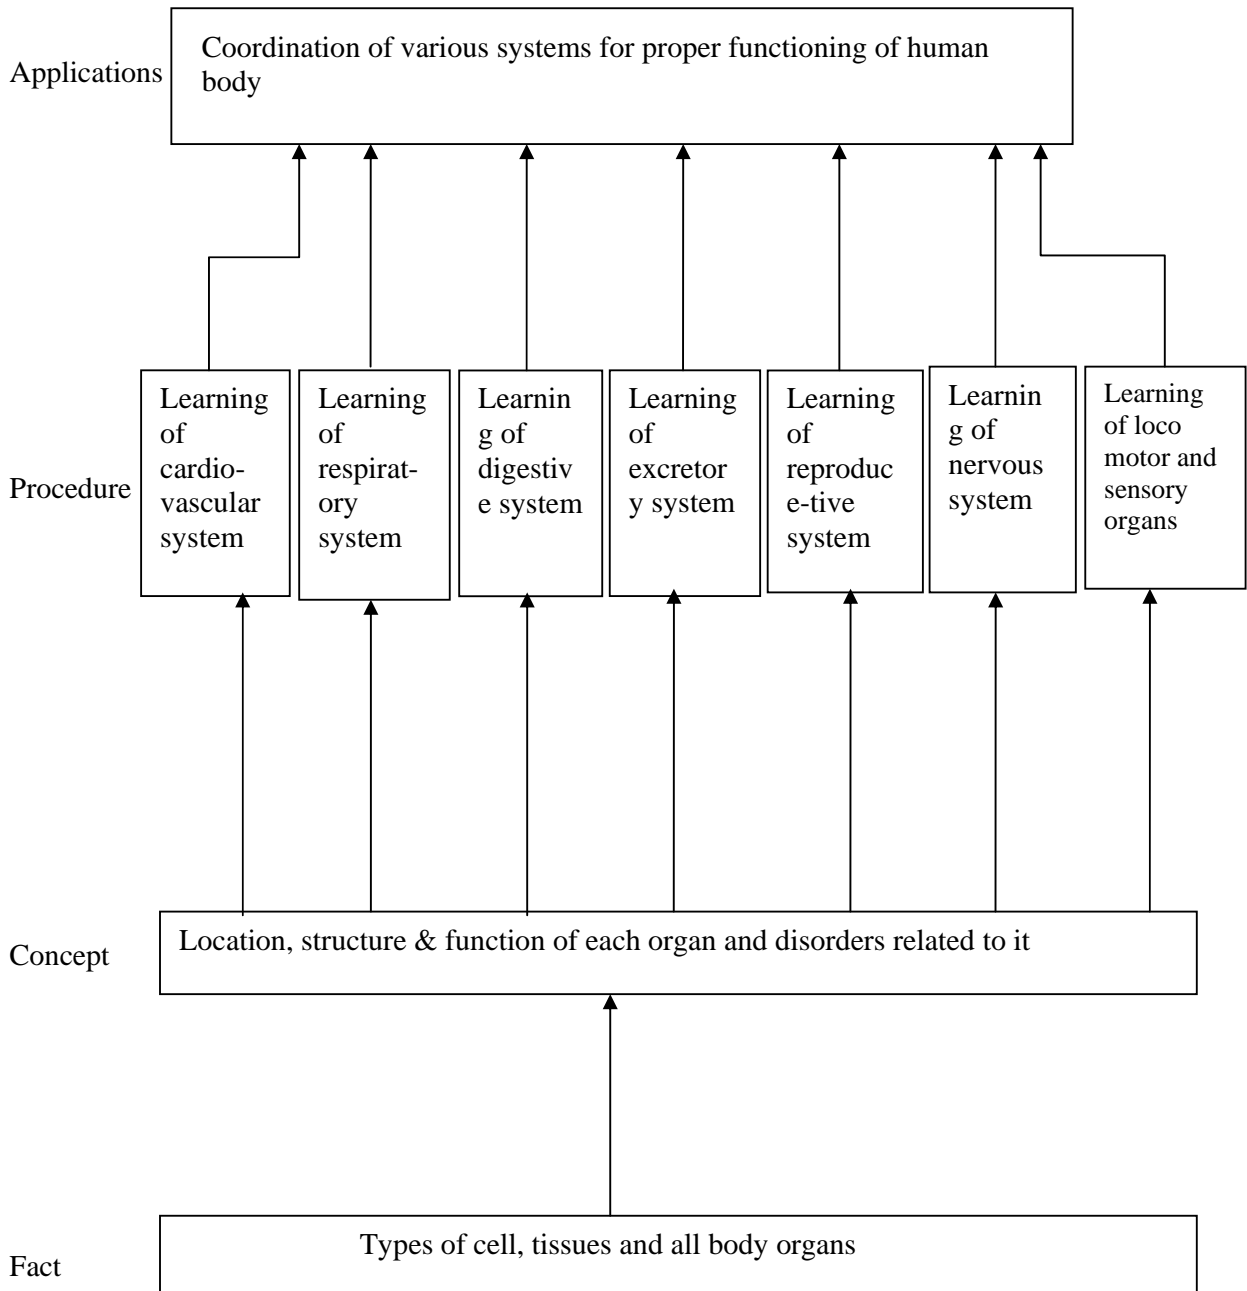 Applications
Coordination of various systems for proper functioning of human
body
Procedure
Learning
of
cardio-
vascular
system
Learning
of
respirat-
ory
system
Learnin
g of
digestiv
e system
Learning
of
excretor
y system
Learning
of
reproduc
e-tive
system
Learnin
g of
nervous
system
Learning
of loco
motor and
sensory
organs
Concept
Location, structure & function of each organ and disorders related to it
Fact
Types of cell, tissues and all body organs